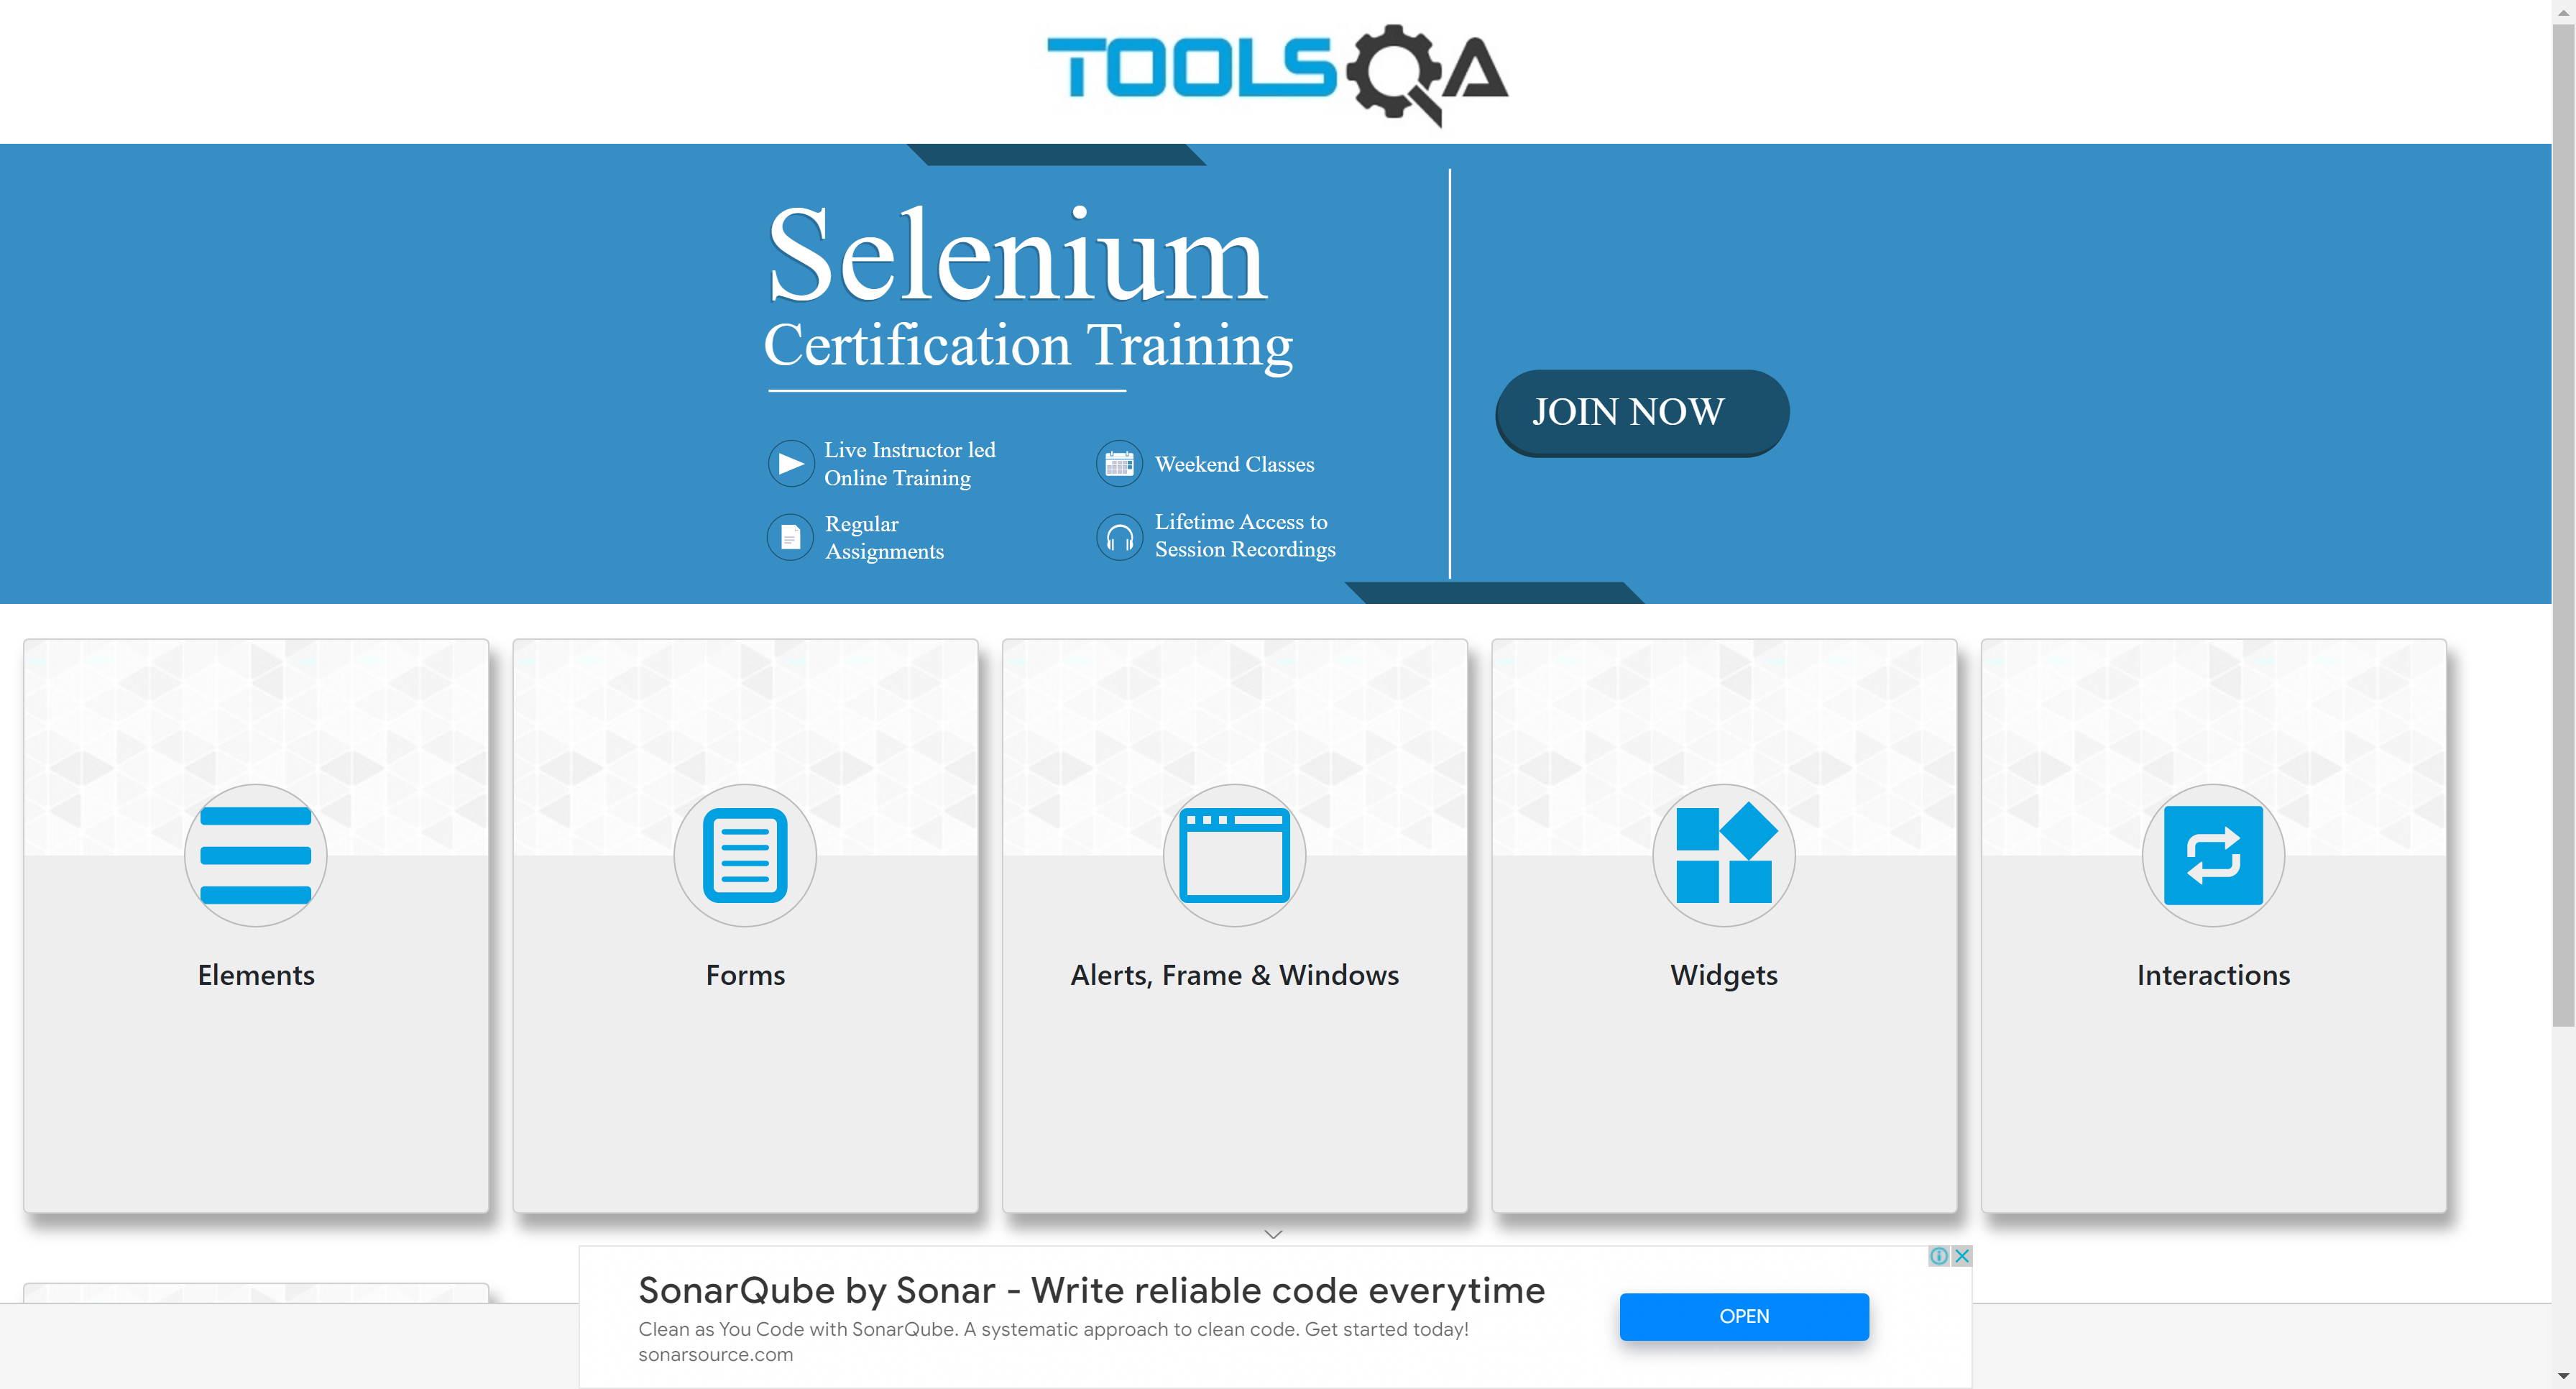 TOOLSQA
Selenium
Certification Training
JOIN NOW
Live Instructor led
Online Training
Weekend Classes
Regular
Assignments
Lifetime Access to
Session Recordings
Elements
Forms
Alerts, Frame & Windows
Widgets
Interactions
SonarQube by Sonar - Write reliable code everytime
Clean as You Code with SonarQube. A systematic approach to clean code. Get started today!
sonarsource.com
OPEN